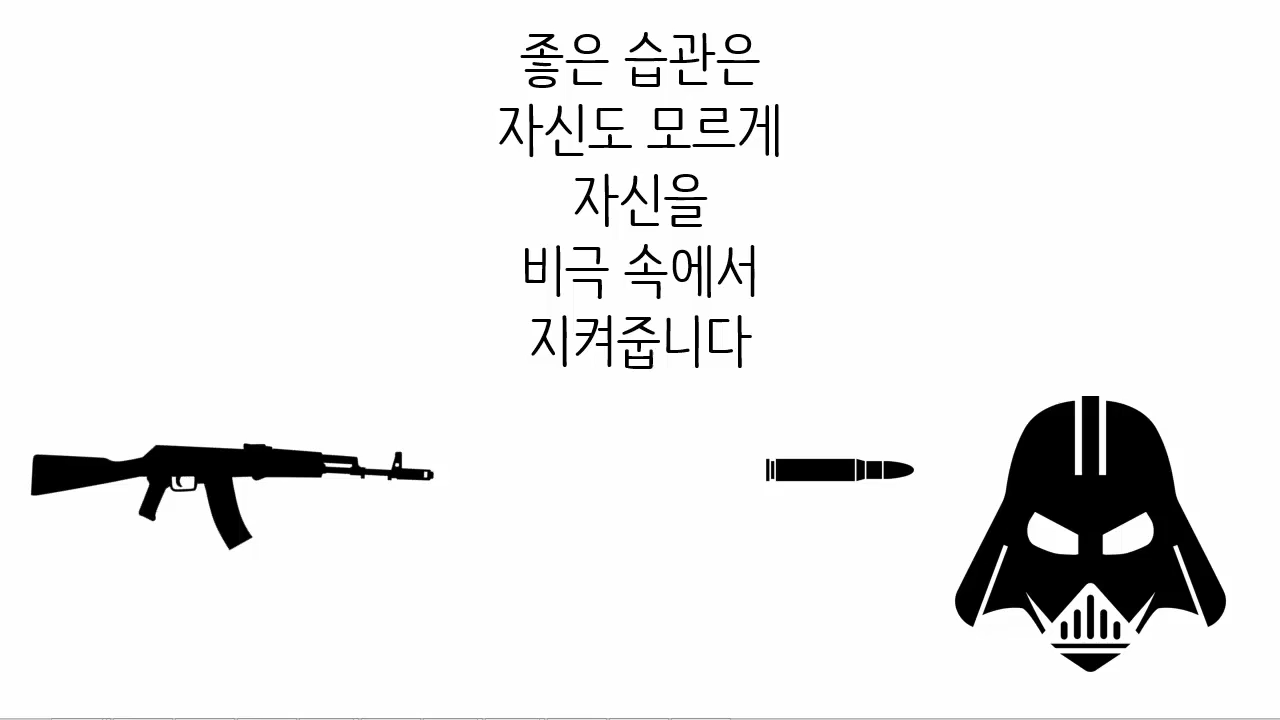 좋은 습관은
자신도 모르게
자신을
비극 속에서
지켜줍니다